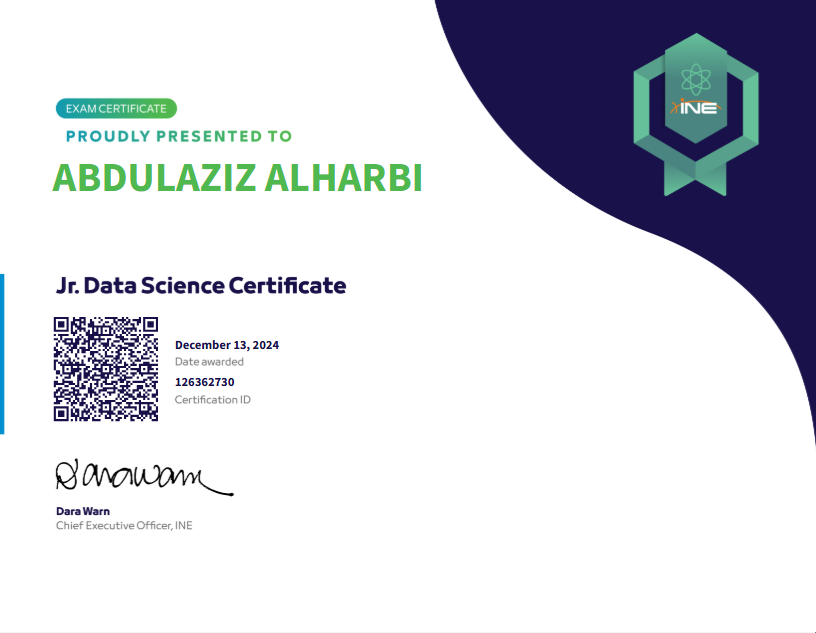 EXAM CERTIFICATE
PROUDLY PRESENTED TO
ABDULAZIZ ALHARBI
INE
Jr. Data Science Certificate
December 13, 2024
Date awarded
126362730
Certification ID
Darawarn
Dara Warn
Chief Executive Officer, INE